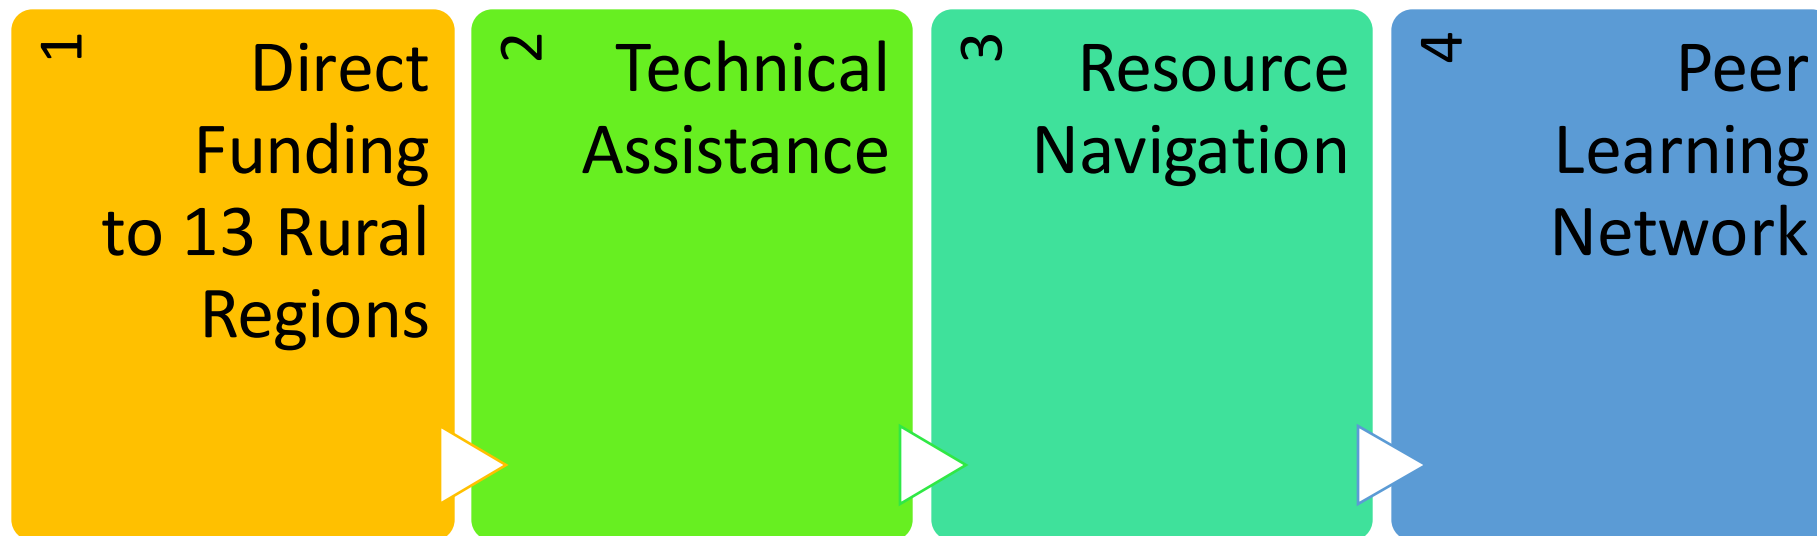 1
Direct
Funding
to 13 Rural
Regions
2
Technical
Assistance
3
Resource
Navigation
4
Peer
Learning
Network